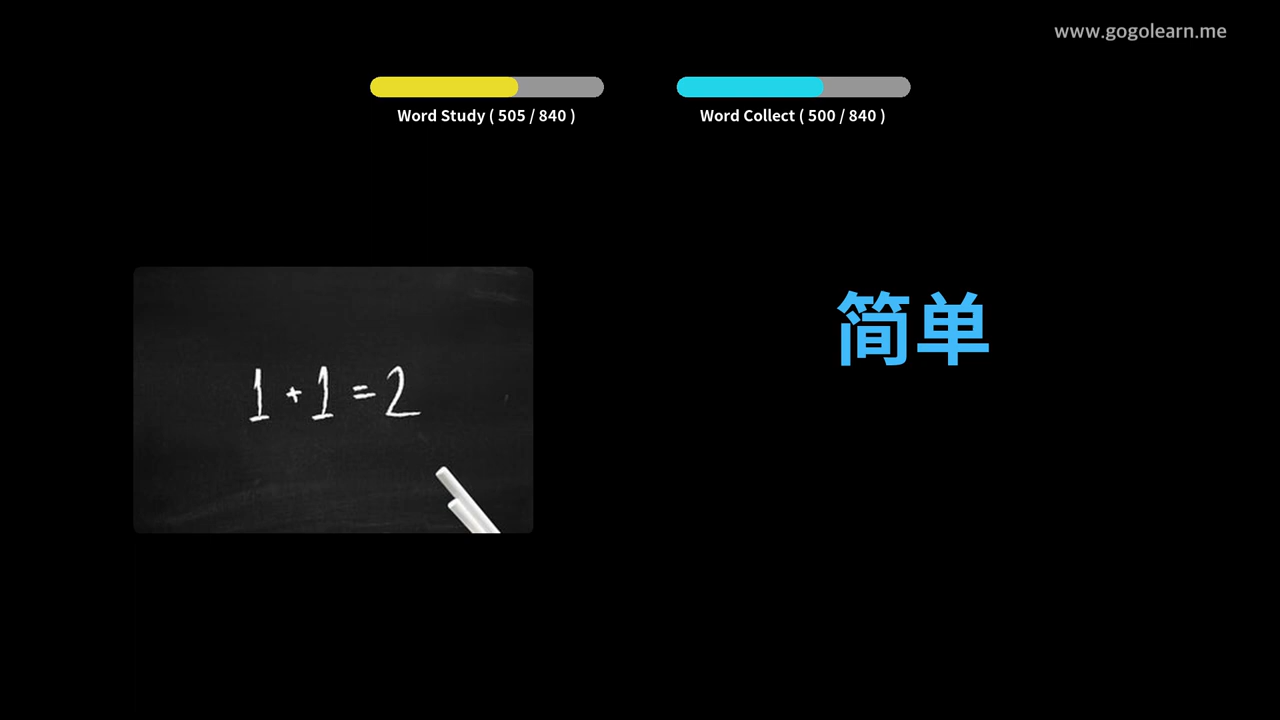 www.gogolearn.me
Word Study ( 505 / 840 )
Word Collect ( 500 / 840 )
简单
1 + 1 = 2